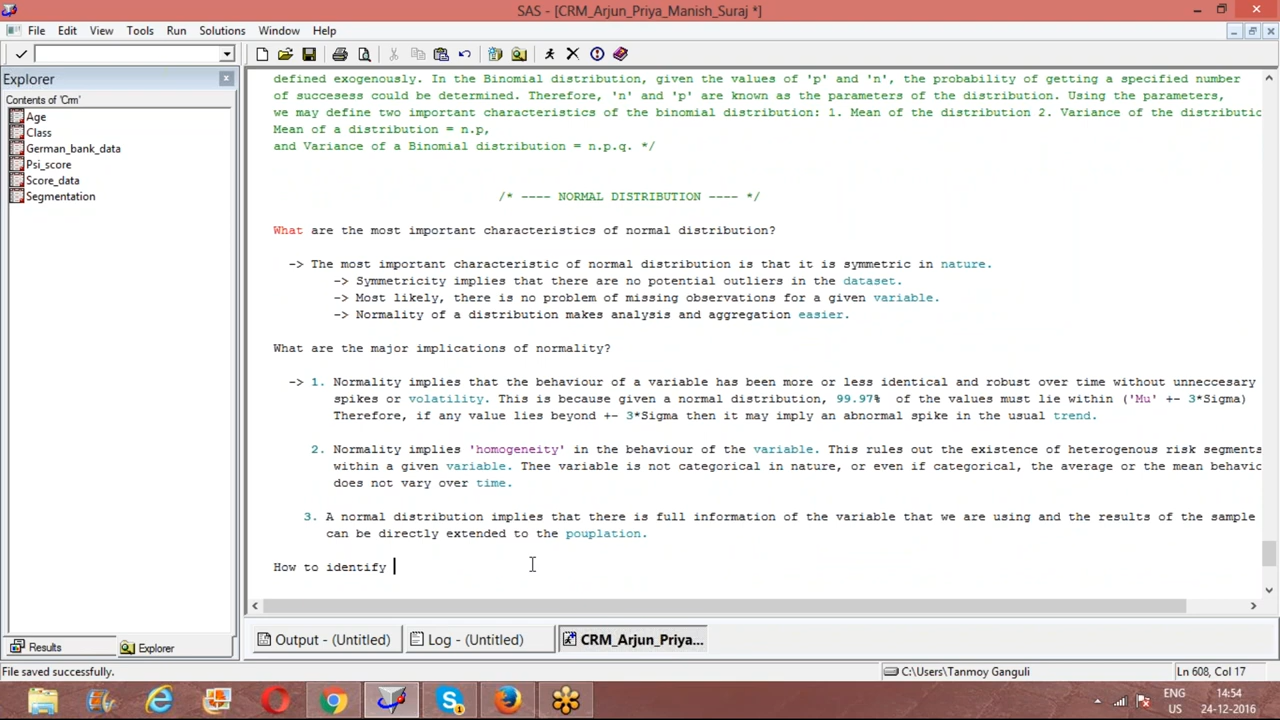 SAS - [CRM_Arjun_Priya_Manish_Suraj *]
File Edit View Tools Run Solutions Window Help
Explorer
Contents of 'Crm'
Age
Class
German_bank_data
Psi_score
Score_data
Segmentation
defined exogenously. In the Binomial distribution, given the values of 'p' and 'n', the probability of getting a specified number
of succesess could be determined. Therefore, 'n' and 'p' are known as the parameters of the distribution. Using the parameters,
we may define two important characteristics of the binomial distribution: 1. Mean of the distribution 2. Variance of the distributic
Mean of a distribution = n.p,
and Variance of a Binomial distribution = n.p.q. */
/* ---- NORMAL DISTRIBUTION ---- */
What are the most important characteristics of normal distribution?
-> The most important characteristic of normal distribution is that it is symmetric in nature.
-> Symmetricity implies that there are no potential outliers in the dataset.
-> Most likely, there is no problem of missing observations for a given variable.
-> Normality of a distribution makes analysis and aggregation easier.
What are the major implications of normality?
-> 1. Normality implies that the behaviour of a variable has been more or less identical and robust over time without unneccesary
spikes or volatility. This is because given a normal distribution, 99.97% of the values must lie within ('Mu' +- 3*Sigma)
Therefore, if any value lies beyond +- 3*Sigma then it may imply an abnormal spike in the usual trend.
2. Normality implies 'homogeneity' in the behaviour of the variable. This rules out the existence of heterogenous risk segments
within a given variable. Thee variable is not categorical in nature, or even if categorical, the average or the mean behavic
does not vary over time.
3. A normal distribution implies that there is full information of the variable that we are using and the results of the sample
can be directly extended to the pouplation.
How to identify
Results
Explorer
Output - (Untitled)
Log - (Untitled)
CRM_Arjun_Priya...
File saved successfully.
C:\Users\Tanmoy Ganguli
Ln 608, Col 17
ENG
US
14:54
24-12-2016